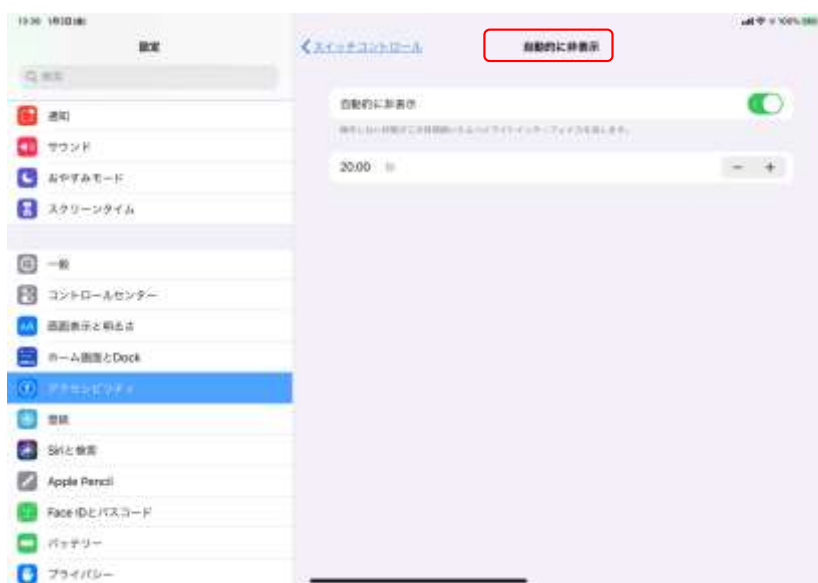 設定
スイッチコントロール
自動的に非表示
検索
通知
サウンド
おやすみモード
スクリーンタイム
一般
コントロールセンター
画面表示と明るさ
ホーム画面とDock
アクセシビリティ
壁紙
Siriと検索
Apple Pencil
Face IDとパスコード
バッテリー
プライバシー
自動的に非表示
20.00 秒